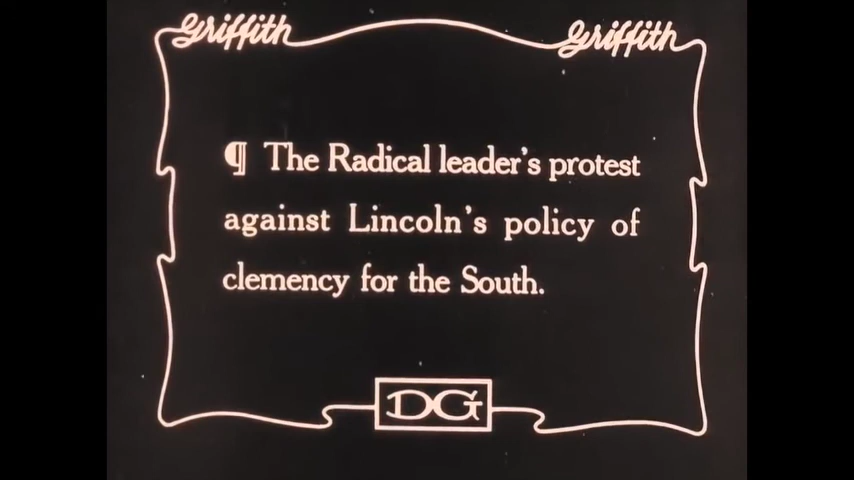 Griffith Griffith
¶ The Radical leader's protest
against Lincoln's policy of
clemency for the South.
DG